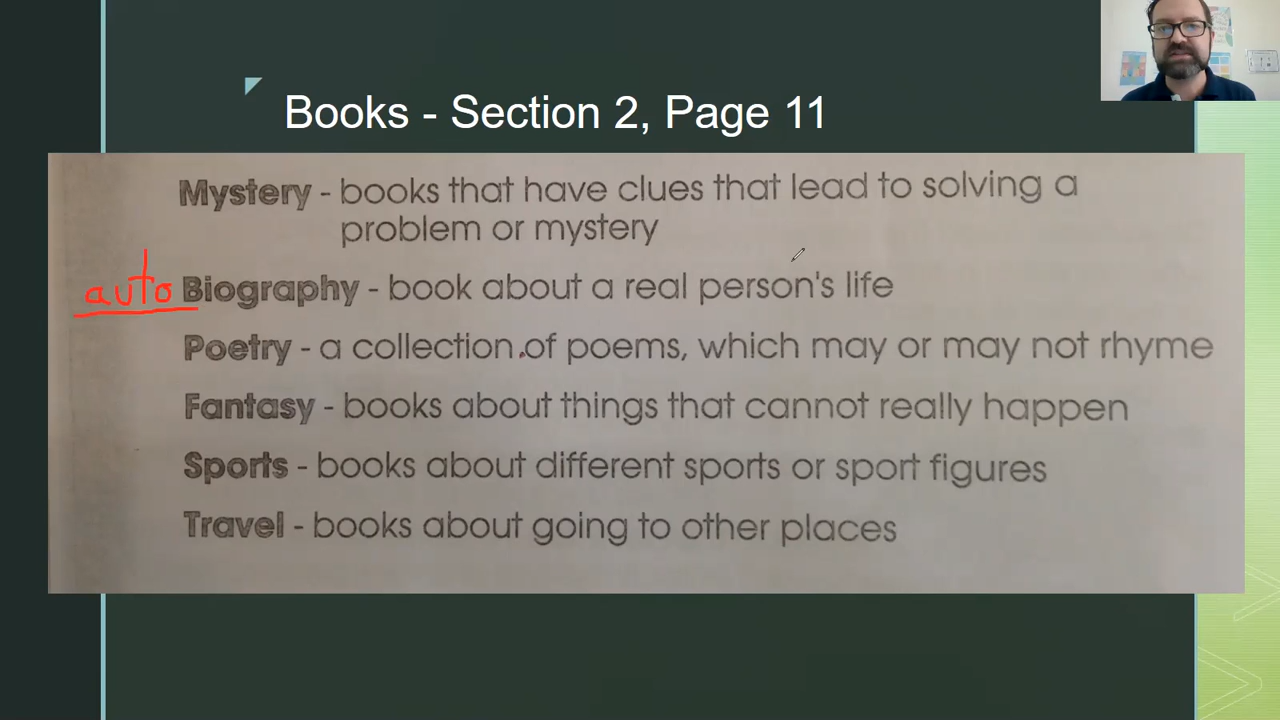 Books - Section 2, Page 11
Mystery - books that have clues that lead to solving a
problem or mystery
auto Biography - book about a real person's life
Poetry - a collection of poems, which may or may not rhyme
Fantasy - books about things that cannot really happen
Sports - books about different sports or sport figures
Travel - books about going to other places